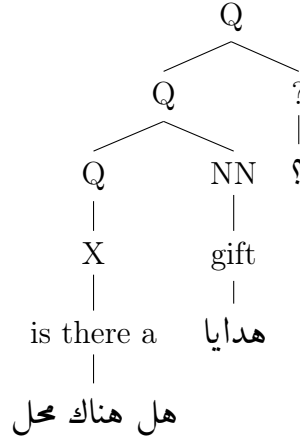 Q
Q ?
Q NN ؟
X gift
is there a هدايا
هل هناك محل